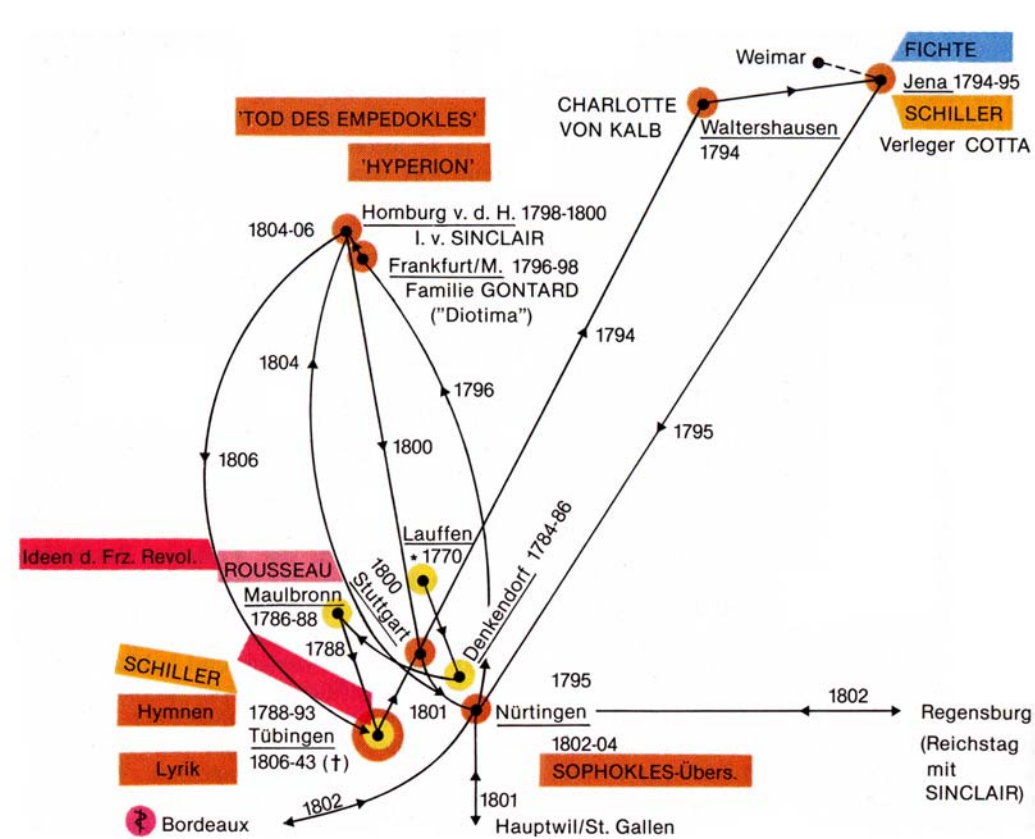 Weimar
FICHTE
Jena 1794-95
SCHILLER
Verleger COTTA
CHARLOTTE
VON KALB
Waltershausen
1794
'TOD DES EMPEDOKLES'
'HYPERION'
1804-06
Homburg v. d. H. 1798-1800
I. v. SINCLAIR
Frankfurt/M. 1796-98
Familie GONTARD
("Diotima")
1794
1804
1796
1795
1800
1806
Lauffen
* 1770
Denkendorf 1784-86
1800
Stuttgart
Ideen d. Frz. Revol.
ROUSSEAU
Maulbronn
1786-88
1788
SCHILLER
Hymnen
Lyrik
1788-93
Tübingen
1806-43 (†)
1801
1795
Nürtingen
1802-04
SOPHOKLES-Übers.
1802
Regensburg
(Reichstag
mit
SINCLAIR)
1802
Bordeaux
1801
Hauptwil/St. Gallen